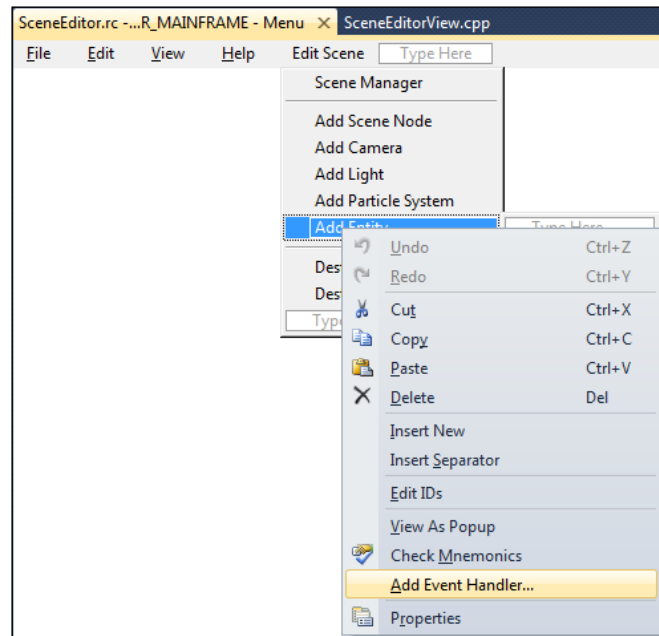 SceneEditor.rc -...R_MAINFRAME - Menu SceneEditorView.cpp
File Edit View Help Edit Scene Type Here
Scene Manager
Add Scene Node
Add Camera
Add Light
Add Particle System
Add Entity Type Here
Undo Ctrl+Z
Redo Ctrl+Y
Cut Ctrl+X
Copy Ctrl+C
Paste Ctrl+V
Delete Del
Insert New
Insert Separator
Edit IDs
View As Popup
Check Mnemonics
Add Event Handler...
Properties